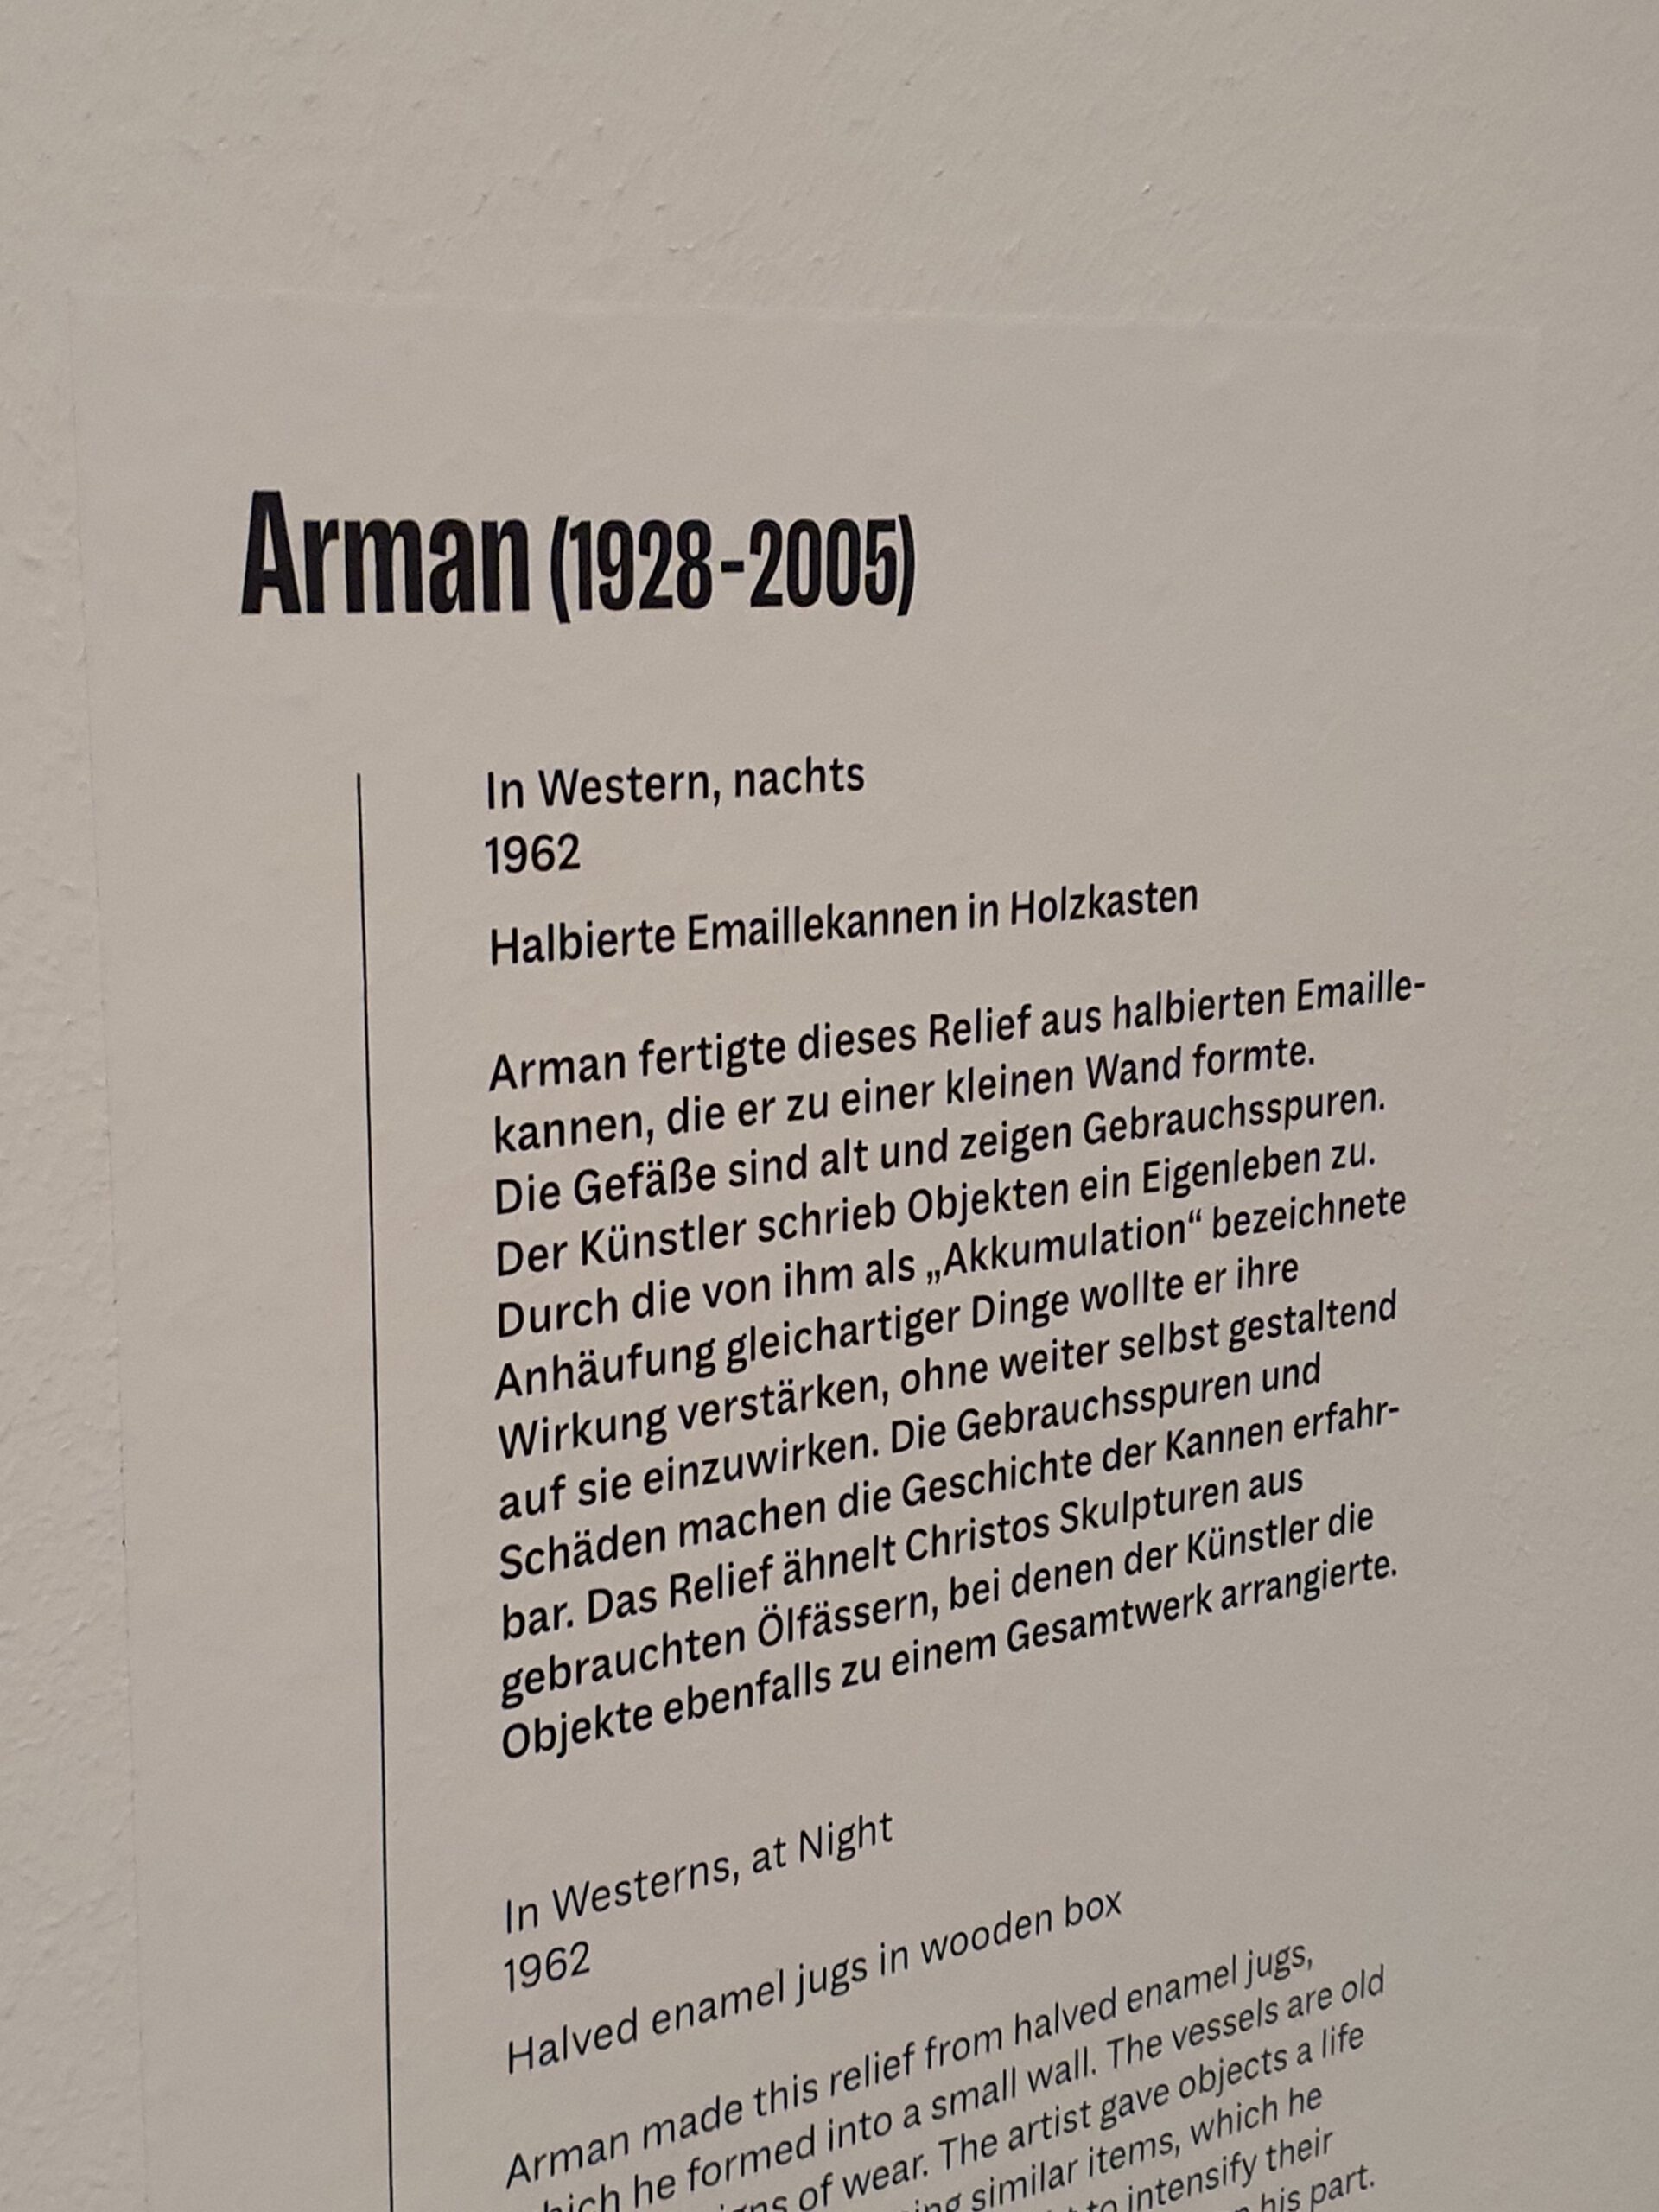 Arman (1928-2005)
In Western, nachts
1962
Halbierte Emaillekannen in Holzkasten
Arman fertigte dieses Relief aus halbierten Emaille-
kannen, die er zu einer kleinen Wand formte.
Die Gefäße sind alt und zeigen Gebrauchsspuren.
Der Künstler schrieb Objekten ein Eigenleben zu.
Durch die von ihm als „Akkumulation“ bezeichnete
Anhäufung gleichartiger Dinge wollte er ihre
Wirkung verstärken, ohne weiter selbst gestaltend
auf sie einzuwirken. Die Gebrauchsspuren und
Schäden machen die Geschichte der Kannen erfahr-
bar. Das Relief ähnelt Christos Skulpturen aus
gebrauchten Ölfässern, bei denen der Künstler die
Objekte ebenfalls zu einem Gesamtwerk arrangierte.
In Westerns, at Night
1962
Halved enamel jugs in wooden box
Arman made this relief from halved enamel jugs,
he formed into a small wall. The vessels are old
of wear. The artist gave objects a life
similar items, which he
to intensify their
his part.